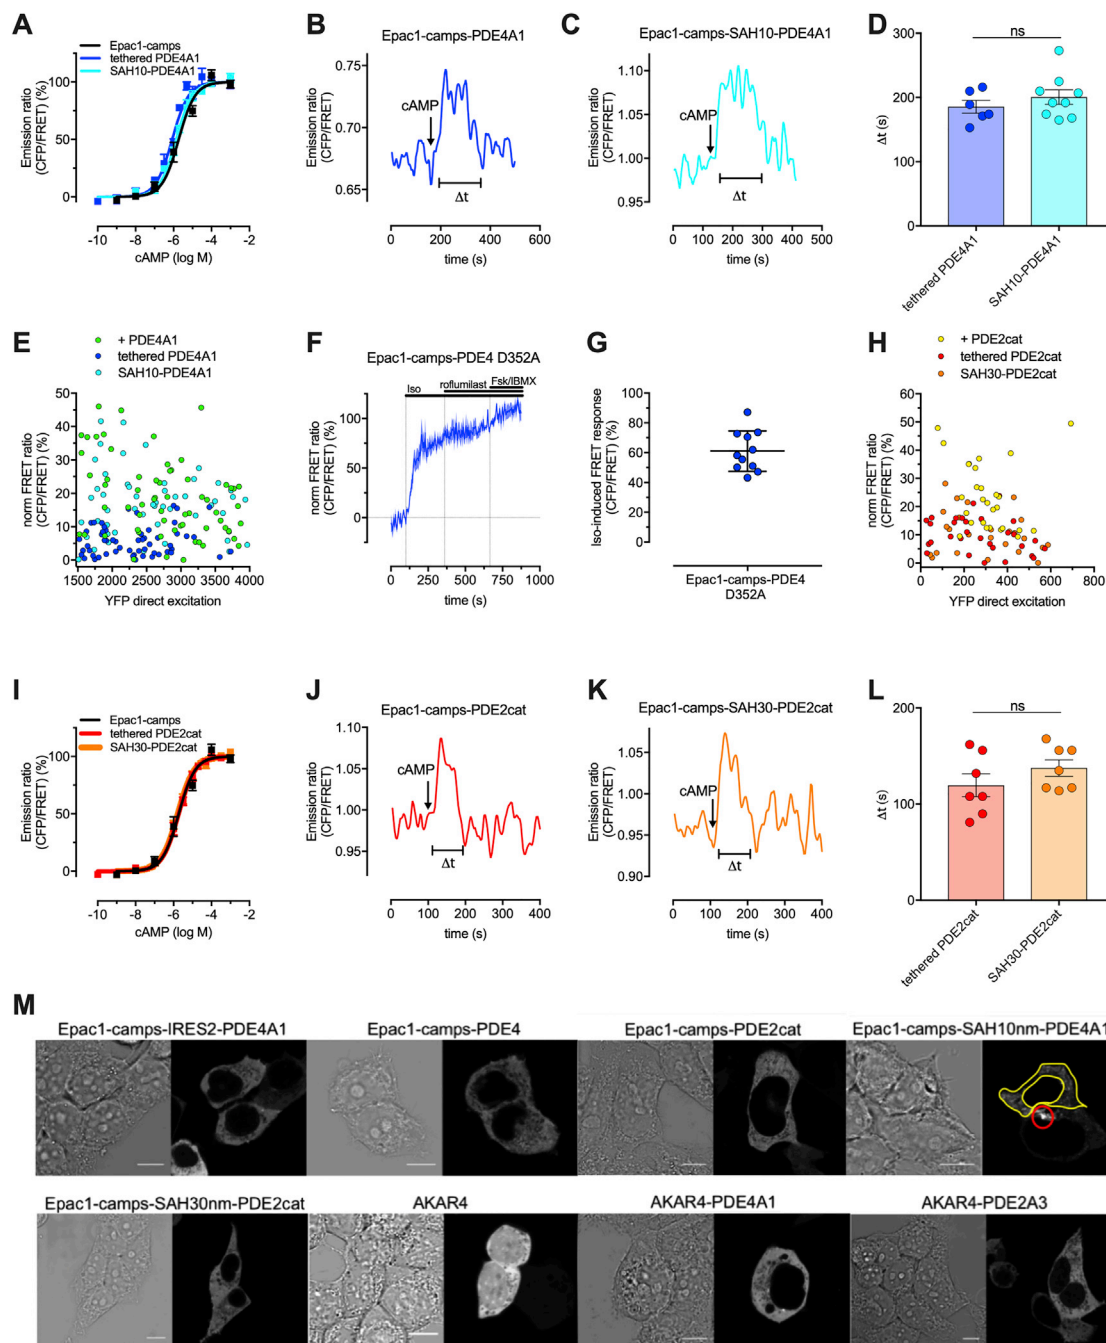 A
Epac1-camps
tethered PDE4A1
SAH10-PDE4A1
Emission ratio
(CFP/FRET) (%)
100
50
0
-10 -8 -6 -4 -2
cAMP (log M)
B
Epac1-camps-PDE4A1
Emission ratio
(CFP/FRET)
0.75
0.70
0.65
cAMP
Δt
0 200 400 600
time (s)
C
Epac1-camps-SAH10-PDE4A1
Emission ratio
(CFP/FRET)
1.10
1.05
1.00
0.95
cAMP
Δt
0 100 200 300 400 500
time (s)
D
ns
Δt (s)
300
200
100
0
tethered PDE4A1
SAH10-PDE4A1
E
+ PDE4A1
tethered PDE4A1
SAH10-PDE4A1
norm FRET ratio
(CFP/FRET) (%)
50
40
30
20
10
0
1500 2000 2500 3000 3500 4000
YFP direct excitation
F
Epac1-camps-PDE4 D352A
Fsk/IBMX
roflumilast
Iso
norm FRET ratio
(CFP/FRET) (%)
100
50
0
0 250 500 750 1000
time (s)
G
Iso-induced FRET response
(CFP/FRET) (%)
100
80
60
40
20
0
Epac1-camps-PDE4
D352A
H
+ PDE2cat
tethered PDE2cat
SAH30-PDE2cat
norm FRET ratio
(CFP/FRET) (%)
60
50
40
30
20
10
0
0 200 400 600 800
YFP direct excitation
I
Epac1-camps
tethered PDE2cat
SAH30-PDE2cat
Emission ratio
(CFP/FRET) (%)
100
50
0
-10 -8 -6 -4 -2
cAMP (log M)
J
Epac1-camps-PDE2cat
Emission ratio
(CFP/FRET)
1.10
1.05
1.00
0.95
cAMP
Δt
0 100 200 300 400
time (s)
K
Epac1-camps-SAH30-PDE2cat
Emission ratio
(CFP/FRET)
1.05
1.00
0.95
0.90
cAMP
Δt
0 100 200 300 400
time (s)
L
ns
Δt (s)
200
100
0
tethered PDE2cat
SAH30-PDE2cat
M
Epac1-camps-IRES2-PDE4A1
Epac1-camps-PDE4
Epac1-camps-PDE2cat
Epac1-camps-SAH10nm-PDE4A1
Epac1-camps-SAH30nm-PDE2cat
AKAR4
AKAR4-PDE4A1
AKAR4-PDE2A3